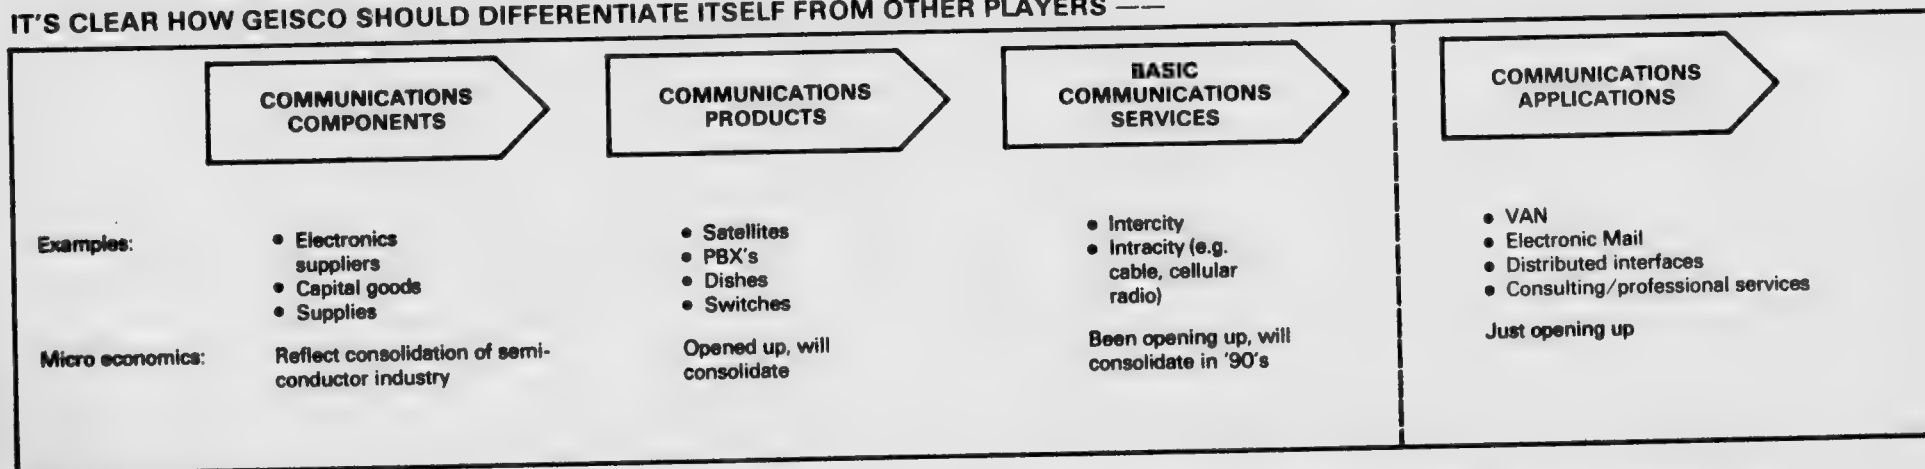 IT'S CLEAR HOW GEISCO SHOULD DIFFERENTIATE ITSELF FROM OTHER PLAYERS ——
COMMUNICATIONS
COMPONENTS
COMMUNICATIONS
PRODUCTS
BASIC
COMMUNICATIONS
SERVICES
COMMUNICATIONS
APPLICATIONS
Examples:
• Electronics
suppliers
• Capital goods
• Supplies
• Satellites
• PBX's
• Dishes
• Switches
• Intercity
• Intracity (e.g.
cable, cellular
radio)
• VAN
• Electronic Mail
• Distributed interfaces
• Consulting/professional services
Micro economics:
Reflect consolidation of semi-
conductor industry
Opened up, will
consolidate
Been opening up, will
consolidate in '90's
Just opening up